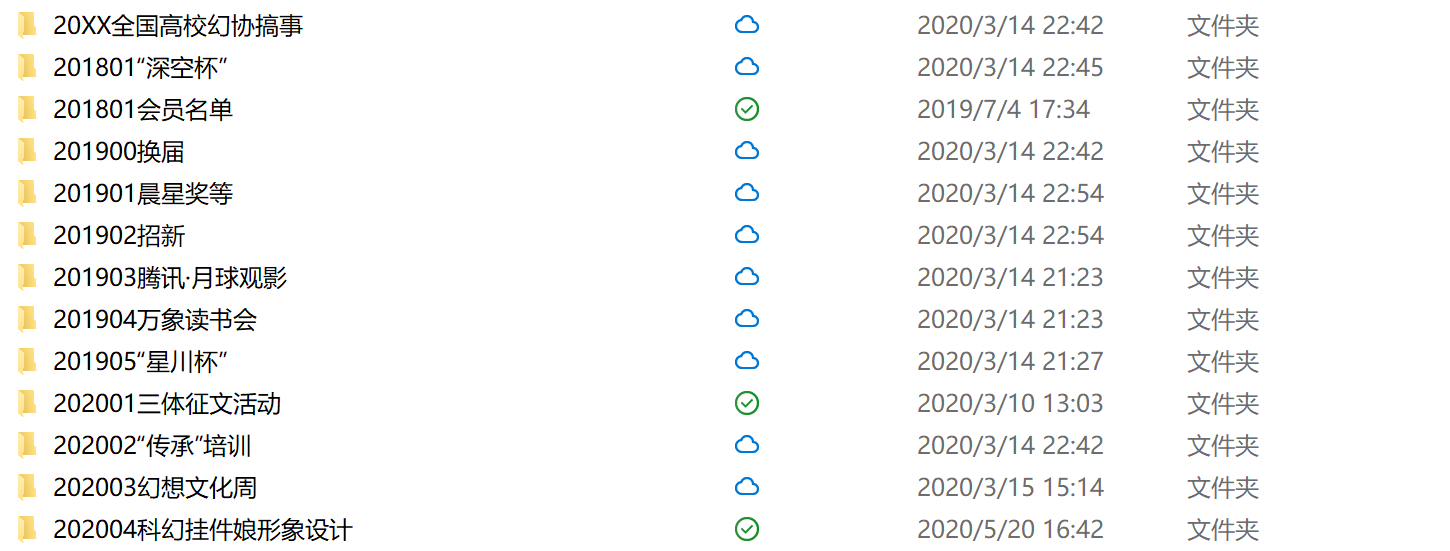 20XX全国高校幻协搞事 2020/3/14 22:42 文件夹
201801“深空杯” 2020/3/14 22:45 文件夹
201801会员名单 2019/7/4 17:34 文件夹
201900换届 2020/3/14 22:42 文件夹
201901晨星奖等 2020/3/14 22:54 文件夹
201902招新 2020/3/14 22:54 文件夹
201903腾讯·月球观影 2020/3/14 21:23 文件夹
201904万象读书会 2020/3/14 21:23 文件夹
201905“星川杯” 2020/3/14 21:27 文件夹
202001三体征文活动 2020/3/10 13:03 文件夹
202002“传承”培训 2020/3/14 22:42 文件夹
202003幻想文化周 2020/3/15 15:14 文件夹
202004科幻挂件娘形象设计 2020/5/20 16:42 文件夹